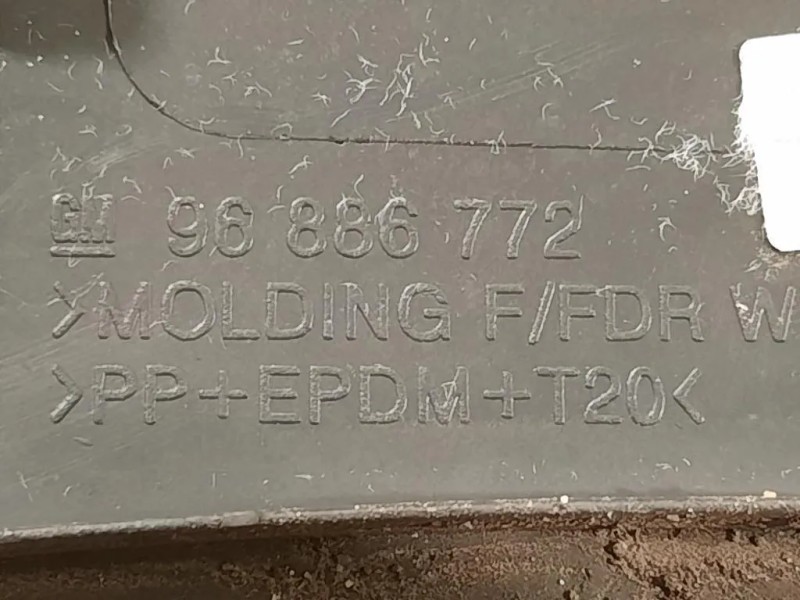 GM 96 886 772
>MOLDING F/FDR W
>PP+EPDM+T20<